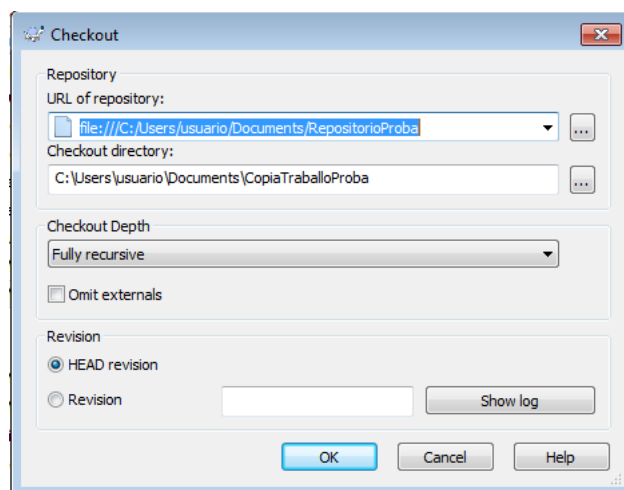 Checkout
Repository
URL of repository:
file:///C:/Users/usuario/Documents/RepositorioProba
...
Checkout directory:
C:\Users\usuario\Documents\CopiaTraballoProba
...
Checkout Depth
Fully recursive
Omit externals
Revision
HEAD revision
Revision
Show log
OK Cancel Help